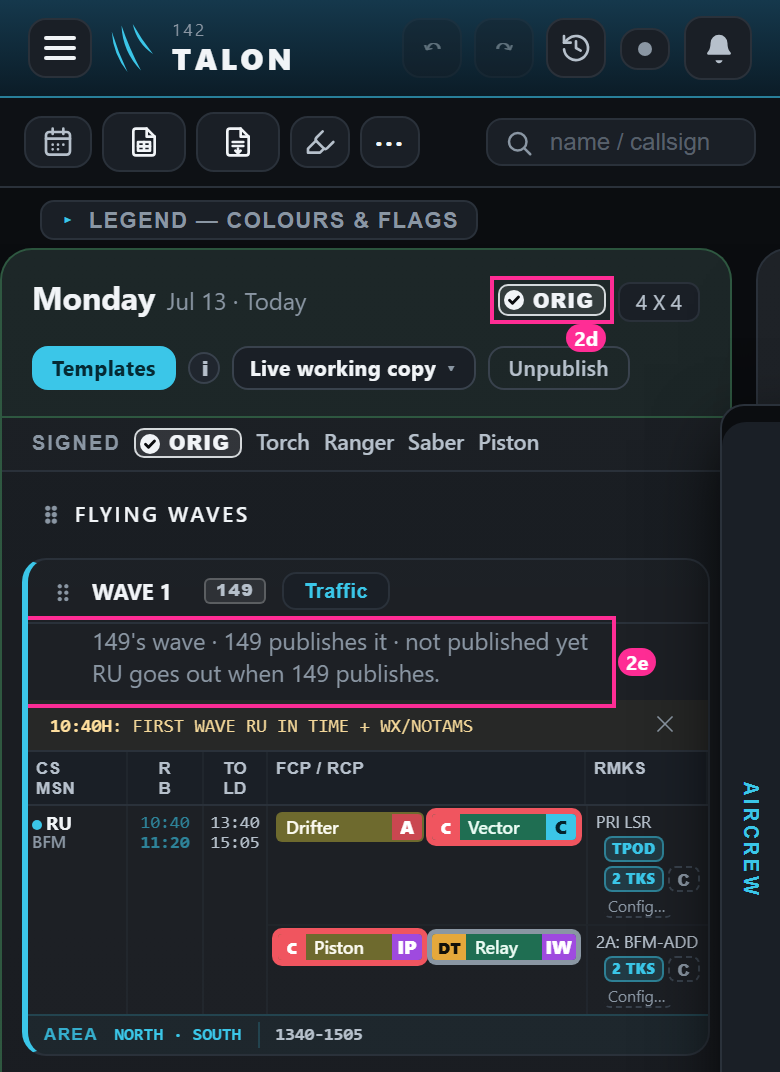 142
TALON
name / callsign
LEGEND — COLOURS & FLAGS
Monday Jul 13 · Today ORIG 4 X 4
2d
Templates i Live working copy Unpublish
SIGNED ORIG Torch Ranger Saber Piston
FLYING WAVES
WAVE 1 149 Traffic
149's wave · 149 publishes it · not published yet
RU goes out when 149 publishes.
2e
10:40H: FIRST WAVE RU IN TIME + WX/NOTAMS
CS R TO FCP / RCP RMKS
MSN B LD
RU 10:40 13:40 Drifter A c Vector C PRI LSR
BFM 11:20 15:05 TPOD
2 TKS C
Config...
c Piston IP DT Relay IW 2A: BFM-ADD
2 TKS C
Config...
AREA NORTH · SOUTH 1340-1505
AIRCREW